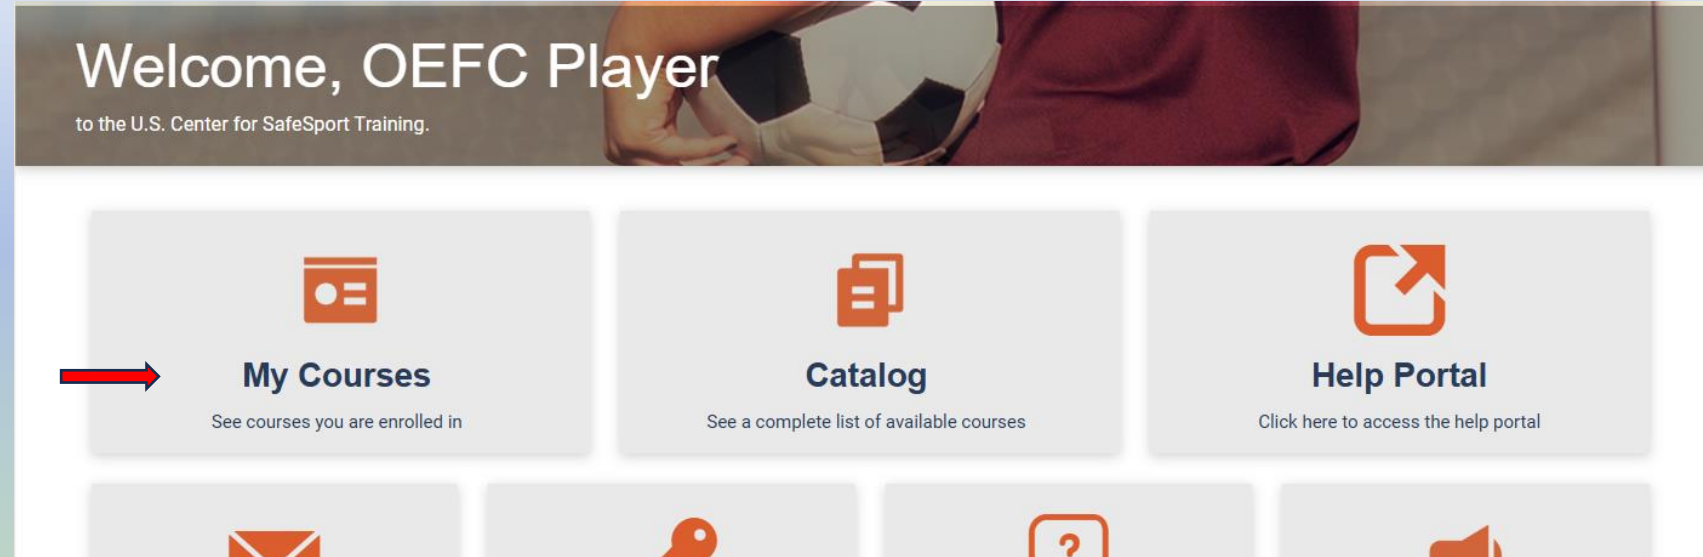 Welcome, OEFC Player
to the U.S. Center for SafeSport Training.
My Courses
See courses you are enrolled in
Catalog
See a complete list of available courses
Help Portal
Click here to access the help portal
?